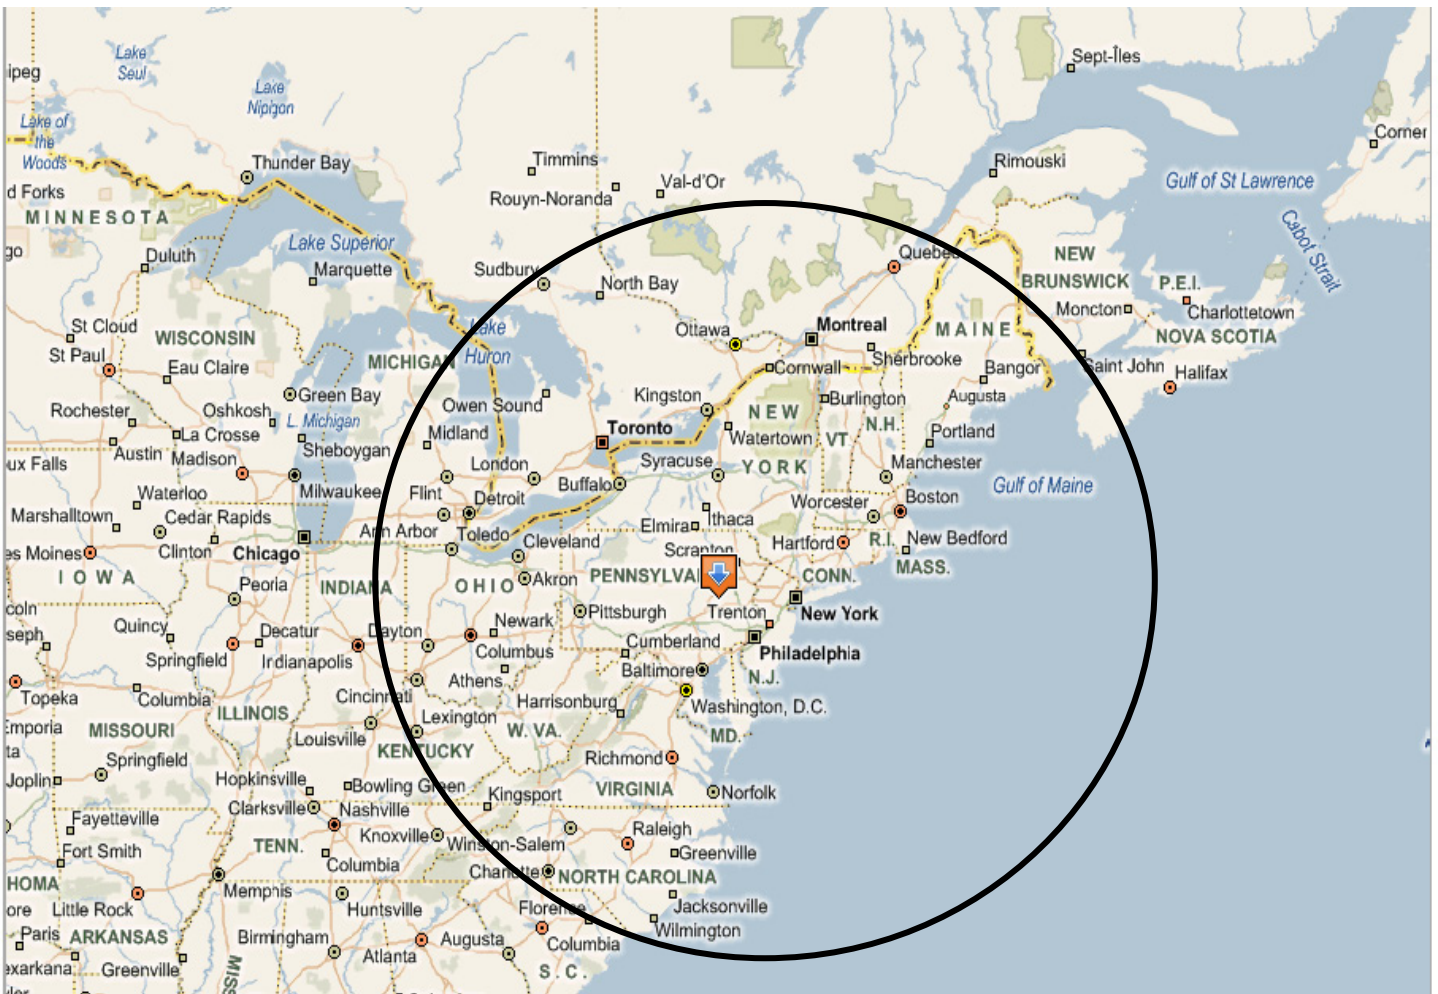 Lake
Seul
Sept-Îles
ipeg
Lake
Nipigon
Lake of
the
Woods
Corner
Thunder Bay
Timmins
Rimouski
d Forks
Rouyn-Noranda
Val-d'Or
Gulf of St Lawrence
MINNESOTA
Cabot Strait
go
Duluth
Lake Superior
Marquette
Sudbury
North Bay
Quebec
NEW
BRUNSWICK
P.E.I.
Moncton
Charlottetown
St Cloud
WISCONSIN
Lake
Huron
Ottawa
Montreal
MAINE
NOVA SCOTIA
St Paul
Eau Claire
MICHIGAN
Cornwall
Sherbrooke
Bangor
Saint John
Halifax
Green Bay
Owen Sound
Kingston
Burlington
Augusta
Rochester
Oshkosh
L. Michigan
NEW
YORK
N.H.
La Crosse
Midland
Toronto
Watertown
VT
Portland
Austin
Madison
Sheboygan
ux Falls
London
Syracuse
Manchester
Waterloo
Milwaukee
Flint
Detroit
Buffalo
Worcester
Boston
Gulf of Maine
Marshalltown
Cedar Rapids
Ann Arbor
Toledo
Elmira
Ithaca
es Moines
Clinton
Chicago
Cleveland
Scranton
Hartford
R.I.
New Bedford
IOWA
Peoria
INDIANA
OHIO
Akron
PENNSYLVA
CONN.
MASS.
coln
Quincy
Decatur
Dayton
Newark
Pittsburgh
Trenton
New York
seph
Springfield
Indianapolis
Columbus
Cumberland
Philadelphia
Topeka
Columbia
Cincinnati
Athens
Baltimore
N.J.
Emporia
ILLINOIS
Lexington
Harrisonburg
Washington, D.C.
ta
MISSOURI
Louisville
KENTUCKY
W. VA.
MD.
Joplin
Springfield
Hopkinsville
Bowling Green
Richmond
VIRGINIA
Norfolk
Clarksville
Nashville
Kingsport
Fayetteville
TENN.
Knoxville
Winston-Salem
Raleigh
Fort Smith
Columbia
Charlotte
NORTH CAROLINA
Greenville
HOMA
Memphis
ore
Little Rock
Huntsville
Florence
Jacksonville
Paris
ARKANSAS
Birmingham
Atlanta
Augusta
Columbia
Wilmington
exarkana
Greenville
MISS
S.C.